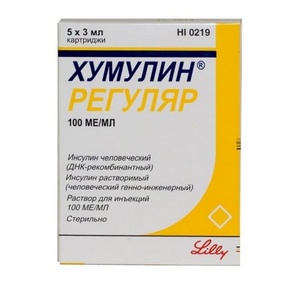 5 x 3 мл
картриджи
HI 0219
ХУМУЛИН®
РЕГУЛЯР
100 МЕ/МЛ
Инсулин человеческий
(ДНК-рекомбинантный)
Инсулин растворимый
(человеческий генно-инженерный)
Раствор для инъекций
100 МЕ/МЛ
Стерильно
Lilly